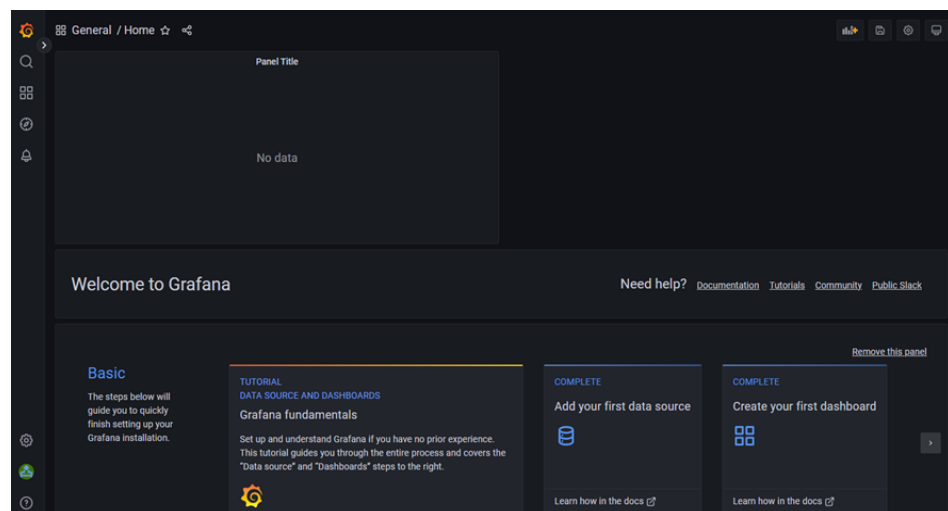 General / Home
Panel Title
No data
Welcome to Grafana
Need help? Documentation Tutorials Community Public Slack
Remove this panel
Basic
The steps below will
guide you to quickly
finish setting up your
Grafana installation.
TUTORIAL
DATA SOURCE AND DASHBOARDS
Grafana fundamentals
Set up and understand Grafana if you have no prior experience.
This tutorial guides you through the entire process and covers the
"Data source" and "Dashboards" steps to the right.
COMPLETE
Add your first data source
Learn how in the docs
COMPLETE
Create your first dashboard
Learn how in the docs